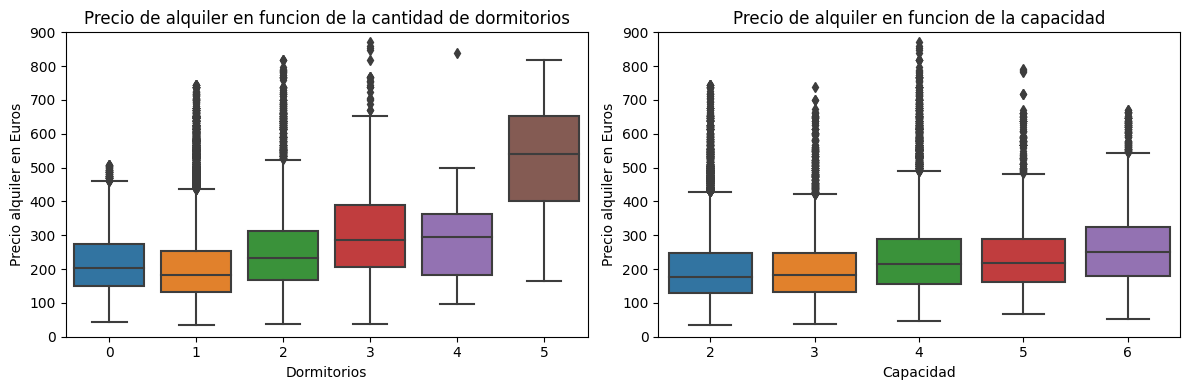 Precio de alquiler en funcion de la cantidad de dormitorios
900
800
700
600
500
400
300
200
100
0
Precio alquiler en Euros
0 1 2 3 4 5
Dormitorios
Precio de alquiler en funcion de la capacidad
900
800
700
600
500
400
300
200
100
0
Precio alquiler en Euros
2 3 4 5 6
Capacidad